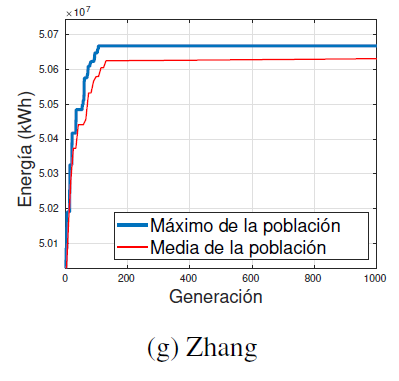 ×10⁷
5.07
5.06
5.05
5.04
5.03
5.02
5.01
Energía (kWh)
Máximo de la población
Media de la población
0 200 400 600 800 1000
Generación
(g) Zhang